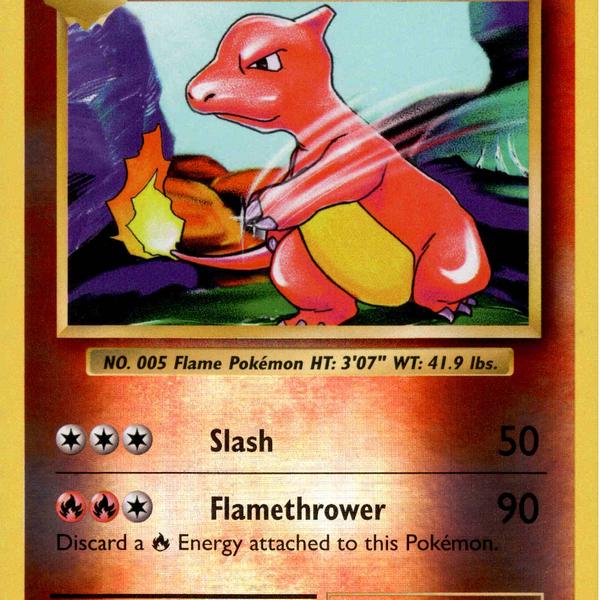 NO. 005 Flame Pokémon HT: 3'07" WT: 41.9 lbs.
Slash 50
Flamethrower 90
Discard a Energy attached to this Pokémon.